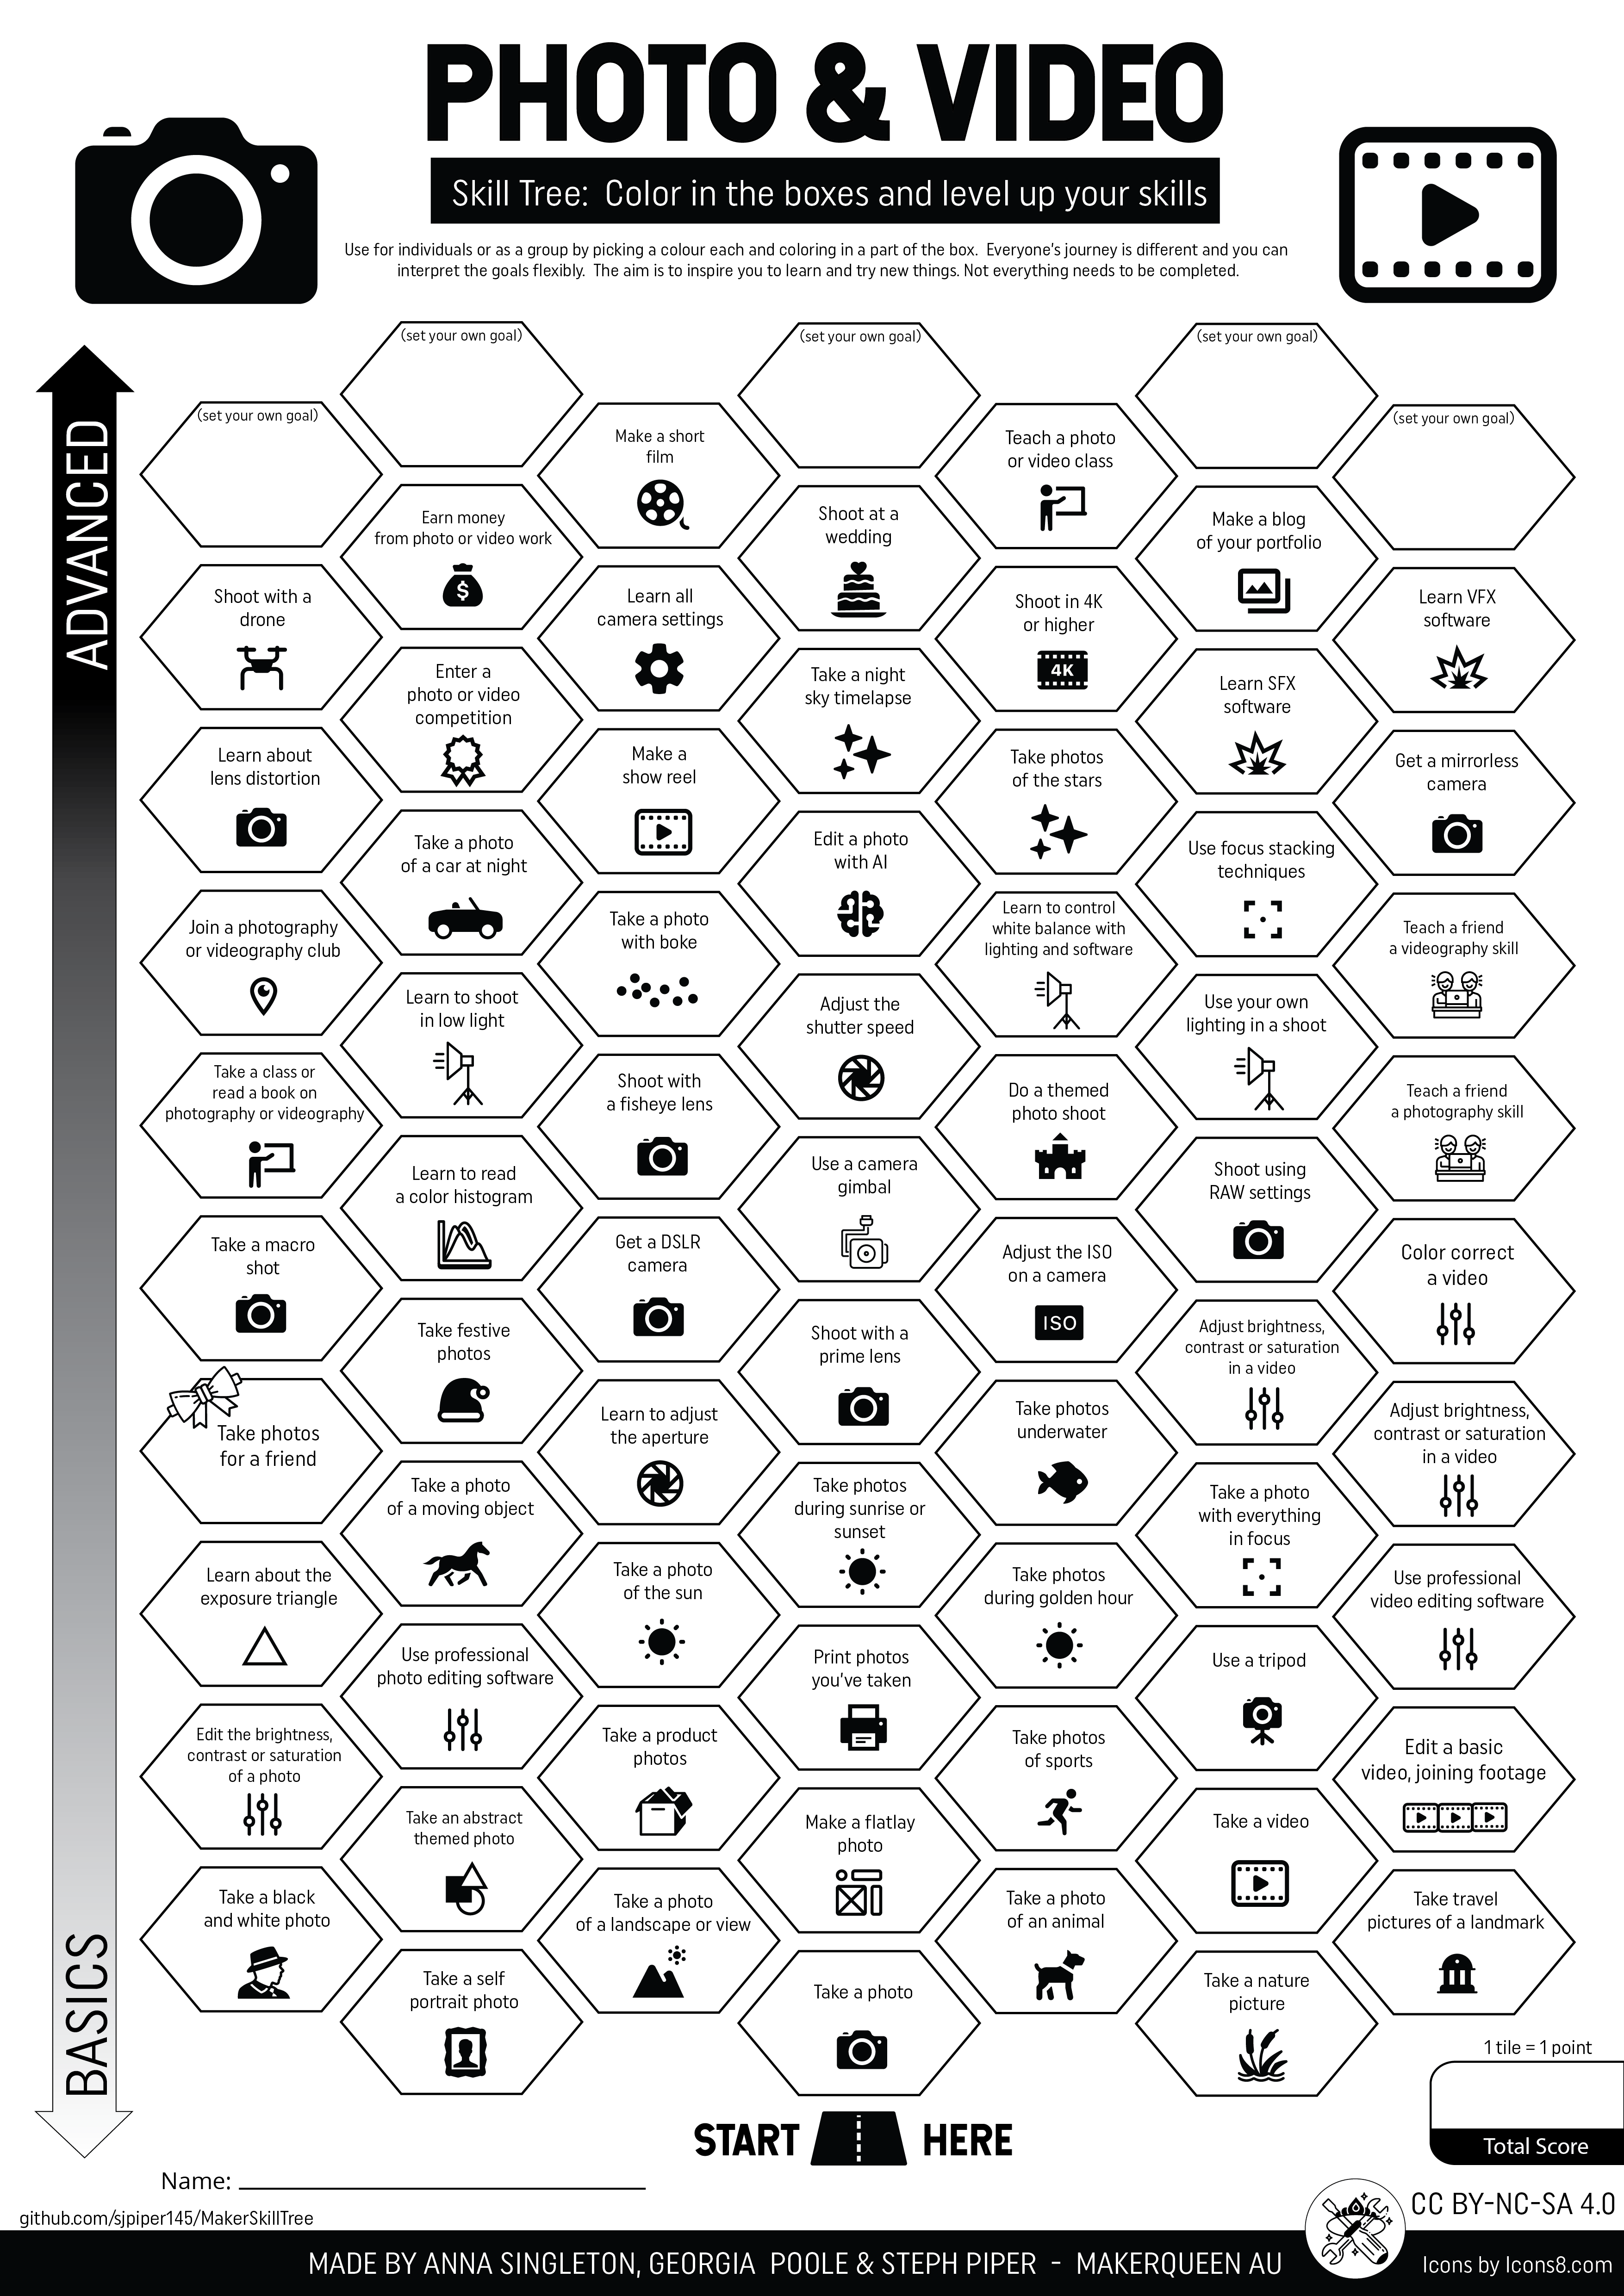 PHOTO & VIDEO
Skill Tree: Color in the boxes and level up your skills
Use for individuals or as a group by picking a colour each and coloring in a part of the box. Everyone's journey is different and you can
interpret the goals flexibly. The aim is to inspire you to learn and try new things. Not everything needs to be completed.
ADVANCED
BASICS
(set your own goal)
(set your own goal)
(set your own goal)
(set your own goal)
(set your own goal)
Make a short
film
Teach a photo
or video class
Earn money
from photo or video work
Shoot at a
wedding
Make a blog
of your portfolio
Shoot with a
drone
Learn all
camera settings
Shoot in 4K
or higher
4K
Learn VFX
software
Enter a
photo or video
competition
Take a night
sky timelapse
Learn SFX
software
Learn about
lens distortion
Make a
show reel
Take photos
of the stars
Get a mirrorless
camera
Take a photo
of a car at night
Edit a photo
with AI
Use focus stacking
techniques
Join a photography
or videography club
Take a photo
with boke
Learn to control
white balance with
lighting and software
Teach a friend
a videography skill
Learn to shoot
in low light
Adjust the
shutter speed
Use your own
lighting in a shoot
Take a class or
read a book on
photography or videography
Shoot with
a fisheye lens
Do a themed
photo shoot
Teach a friend
a photography skill
Learn to read
a color histogram
Use a camera
gimbal
Shoot using
RAW settings
Take a macro
shot
Get a DSLR
camera
Adjust the ISO
on a camera
ISO
Color correct
a video
Take festive
photos
Shoot with a
prime lens
Adjust brightness,
contrast or saturation
in a video
Take photos
for a friend
Learn to adjust
the aperture
Take photos
underwater
Adjust brightness,
contrast or saturation
in a video
Take a photo
of a moving object
Take photos
during sunrise or
sunset
Take a photo
with everything
in focus
Learn about the
exposure triangle
Take a photo
of the sun
Take photos
during golden hour
Use professional
video editing software
Use professional
photo editing software
Print photos
you've taken
Use a tripod
Edit the brightness,
contrast or saturation
of a photo
Take a product
photos
Take photos
of sports
Edit a basic
video, joining footage
Take an abstract
themed photo
Make a flatlay
photo
Take a video
Take a black
and white photo
Take a photo
of a landscape or view
Take a photo
of an animal
Take travel
pictures of a landmark
Take a self
portrait photo
Take a photo
Take a nature
picture
1 tile = 1 point
Total Score
START HERE
Name:
github.com/sjpiper145/MakerSkillTree
CC BY-NC-SA 4.0
MADE BY ANNA SINGLETON, GEORGIA POOLE & STEPH PIPER - MAKERQUEEN AU
Icons by Icons8.com